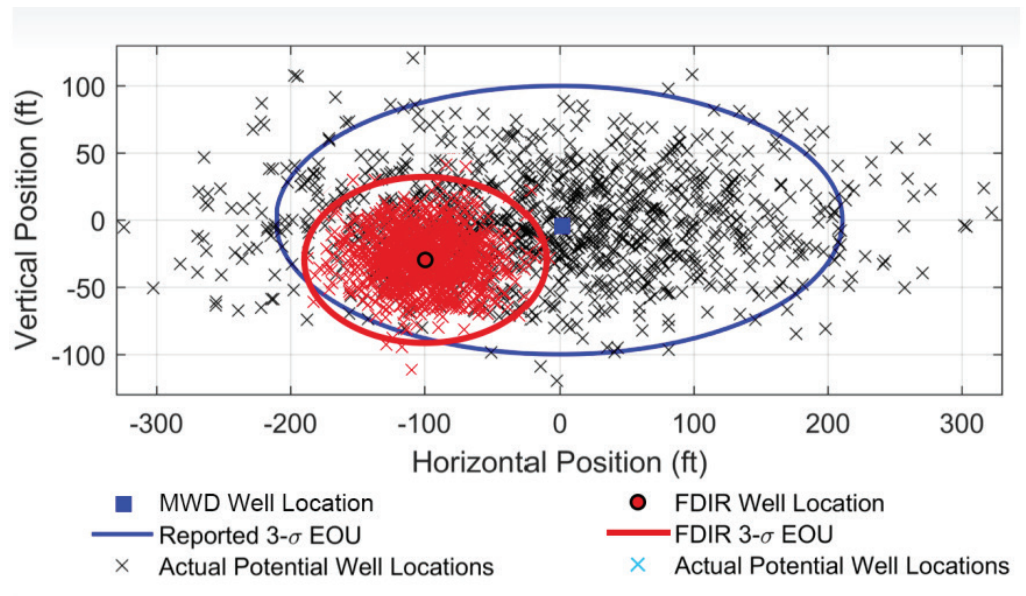 Vertical Position (ft)
100
50
0
-50
-100
-300 -200 -100 0 100 200 300
Horizontal Position (ft)
MWD Well Location FDIR Well Location
Reported 3-σ EOU FDIR 3-σ EOU
Actual Potential Well Locations Actual Potential Well Locations